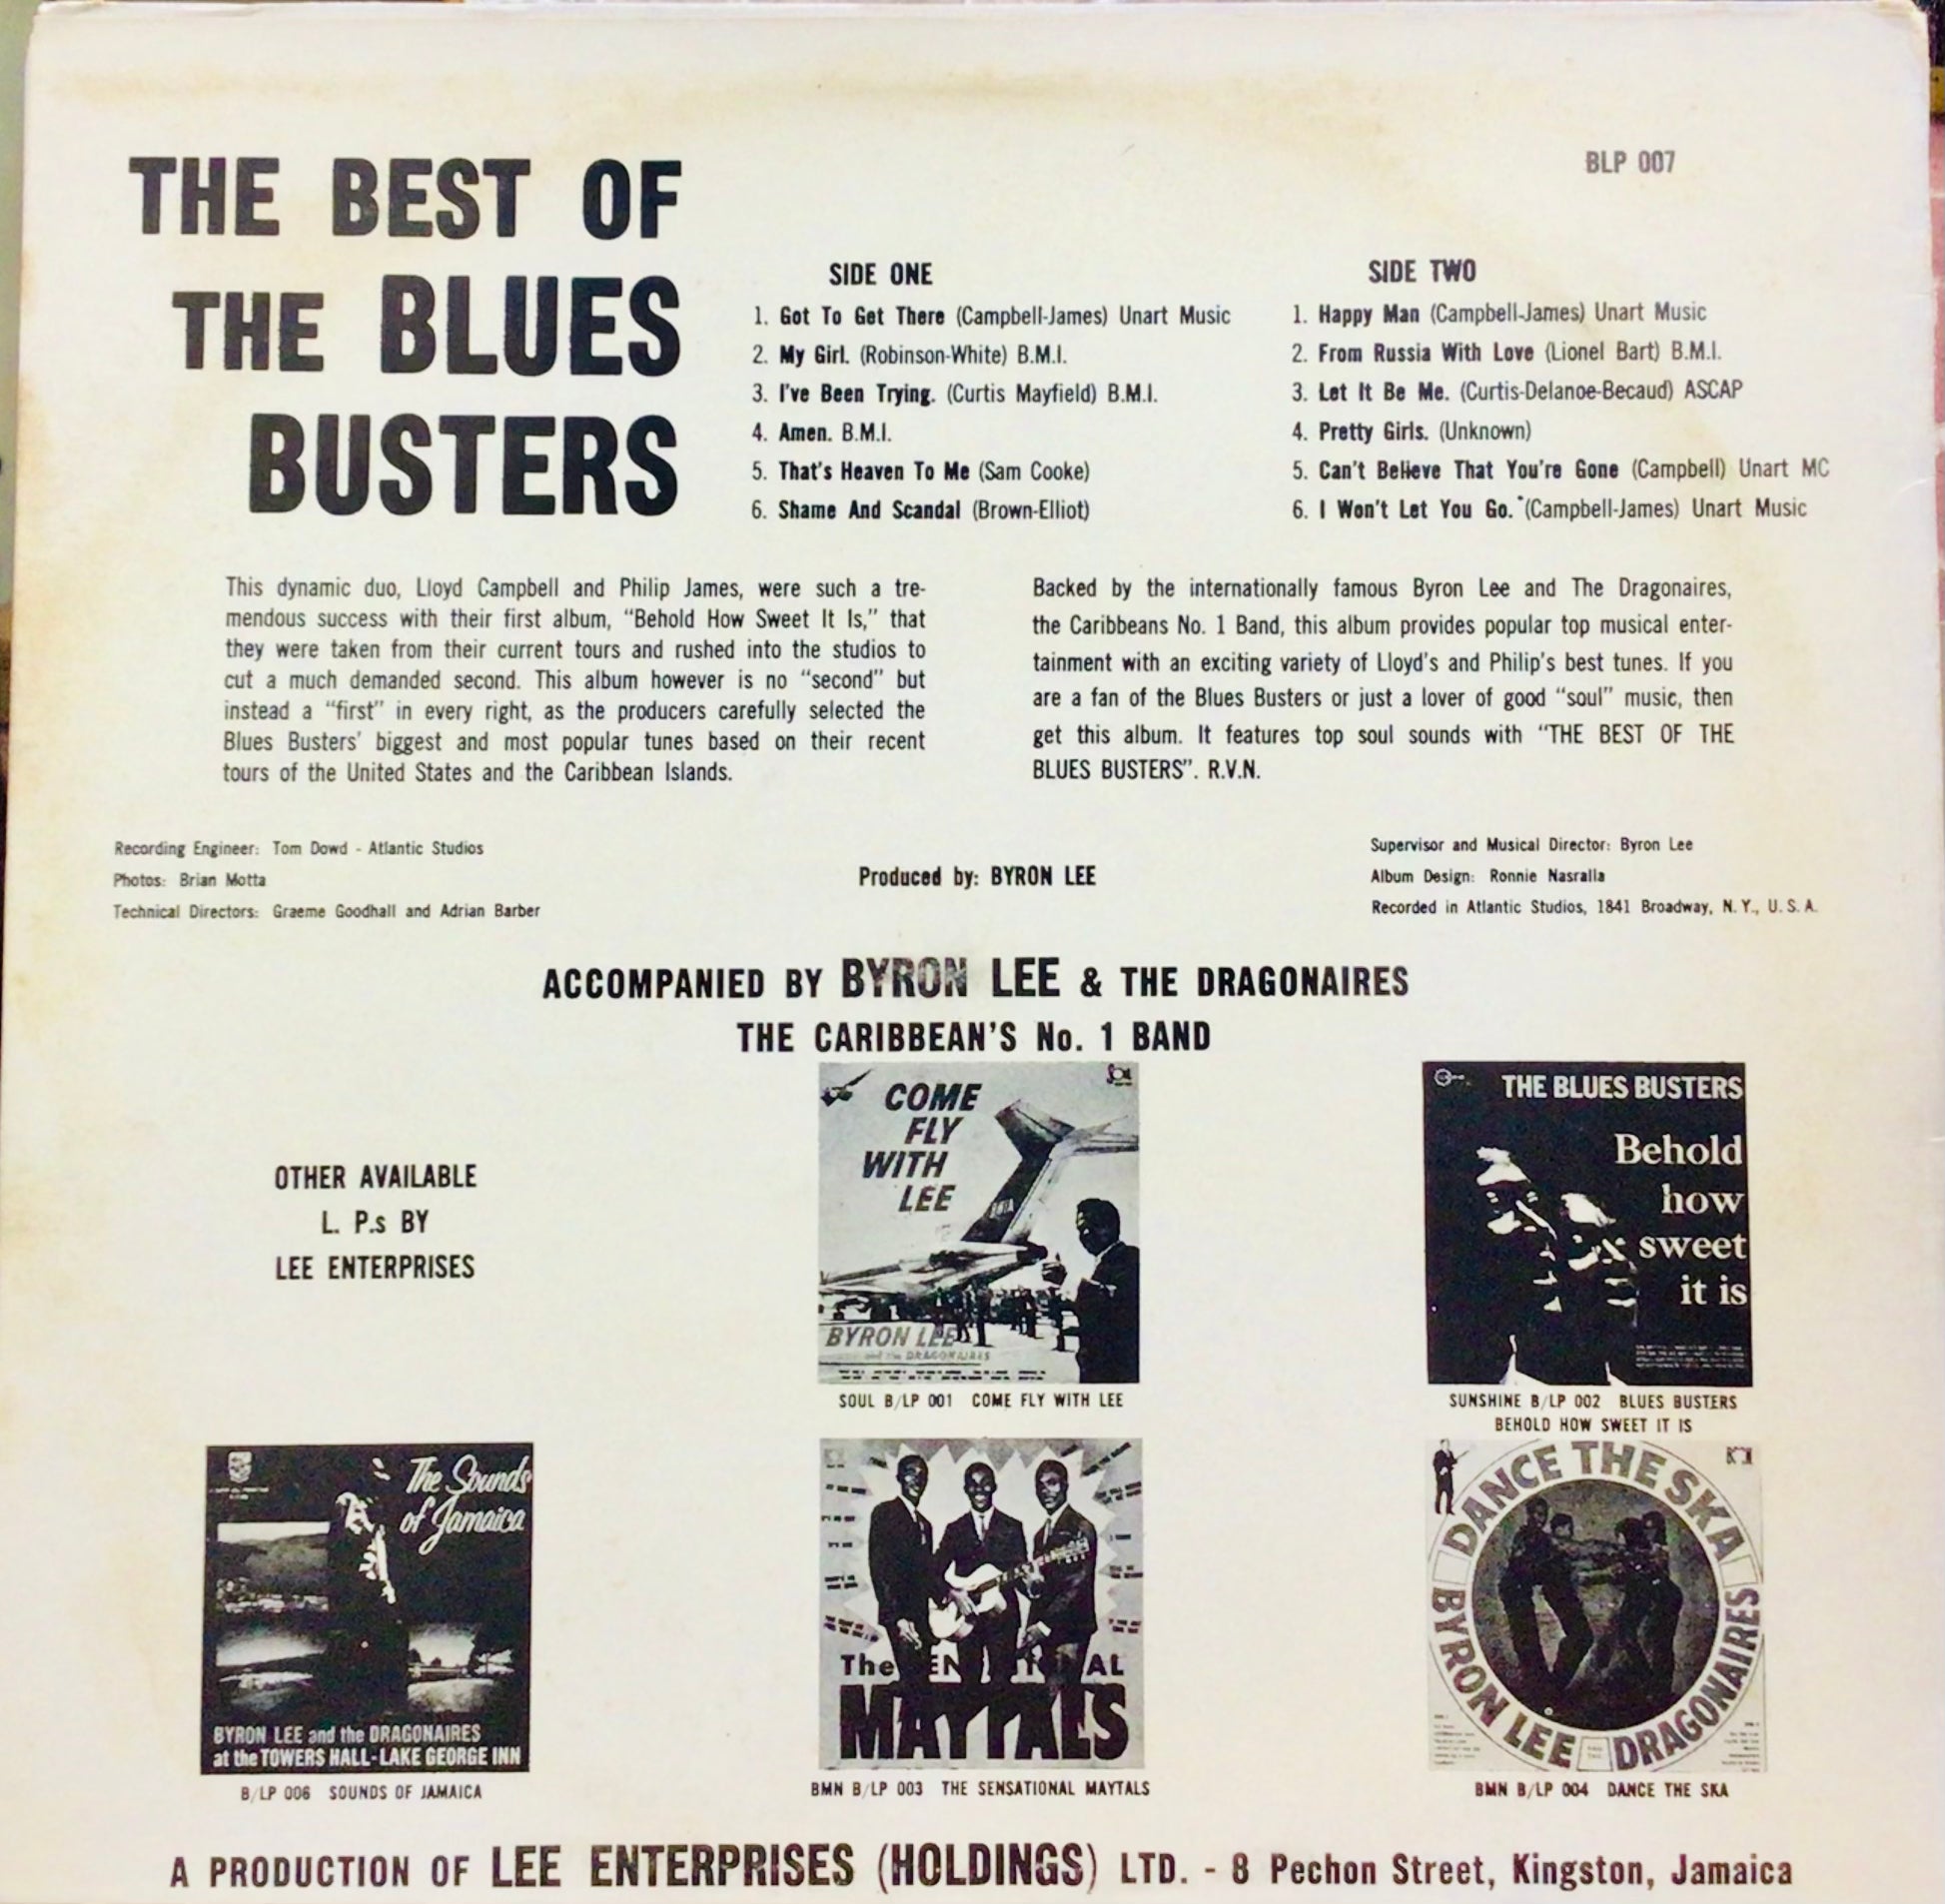 THE BEST OF
THE BLUES
BUSTERS
BLP 007
SIDE ONE
1. Got To Get There (Campbell-James) Unart Music
2. My Girl. (Robinson-White) B.M.I.
3. I've Been Trying. (Curtis Mayfield) B.M.I.
4. Amen. B.M.I.
5. That's Heaven To Me (Sam Cooke)
6. Shame And Scandal (Brown-Elliot)
SIDE TWO
1. Happy Man (Campbell-James) Unart Music
2. From Russia With Love (Lionel Bart) B.M.I.
3. Let It Be Me. (Curtis-Delanoe-Becaud) ASCAP
4. Pretty Girls. (Unknown)
5. Can't Believe That You're Gone (Campbell) Unart MC
6. I Won't Let You Go. (Campbell-James) Unart Music
This dynamic duo, Lloyd Campbell and Philip James, were such a tre-
mendous success with their first album, "Behold How Sweet It Is," that
they were taken from their current tours and rushed into the studios to
cut a much demanded second. This album however is no "second" but
instead a "first" in every right, as the producers carefully selected the
Blues Busters' biggest and most popular tunes based on their recent
tours of the United States and the Caribbean Islands.
Backed by the internationally famous Byron Lee and The Dragonaires,
the Caribbeans No. 1 Band, this album provides popular top musical enter-
tainment with an exciting variety of Lloyd's and Philip's best tunes. If you
are a fan of the Blues Busters or just a lover of good "soul" music, then
get this album. It features top soul sounds with "THE BEST OF THE
BLUES BUSTERS". R.V.N.
Recording Engineer: Tom Dowd - Atlantic Studios
Photos: Brian Motta
Technical Directors: Graeme Goodhall and Adrian Barber
Produced by: BYRON LEE
Supervisor and Musical Director: Byron Lee
Album Design: Ronnie Nasralla
Recorded in Atlantic Studios, 1841 Broadway, N. Y., U. S. A.
ACCOMPANIED BY BYRON LEE & THE DRAGONAIRES
THE CARIBBEAN'S No. 1 BAND
OTHER AVAILABLE
L. P.s BY
LEE ENTERPRISES
COME
FLY
WITH
LEE
BYRON LEE
and the DRAGONAIRES
SOUL B/LP 001 COME FLY WITH LEE
THE BLUES BUSTERS
Behold
how
sweet
it is
SUNSHINE B/LP 002 BLUES BUSTERS
BEHOLD HOW SWEET IT IS
The Sounds
of Jamaica
BYRON LEE and the DRAGONAIRES
at the TOWERS HALL-LAKE GEORGE INN
B/LP 006 SOUNDS OF JAMAICA
The
MAYTALS
BMN B/LP 003 THE SENSATIONAL MAYTALS
DANCE THE SKA
BYRON LEE
DRAGONAIRES
BMN B/LP 004 DANCE THE SKA
A PRODUCTION OF LEE ENTERPRISES (HOLDINGS) LTD. - 8 Pechon Street, Kingston, Jamaica